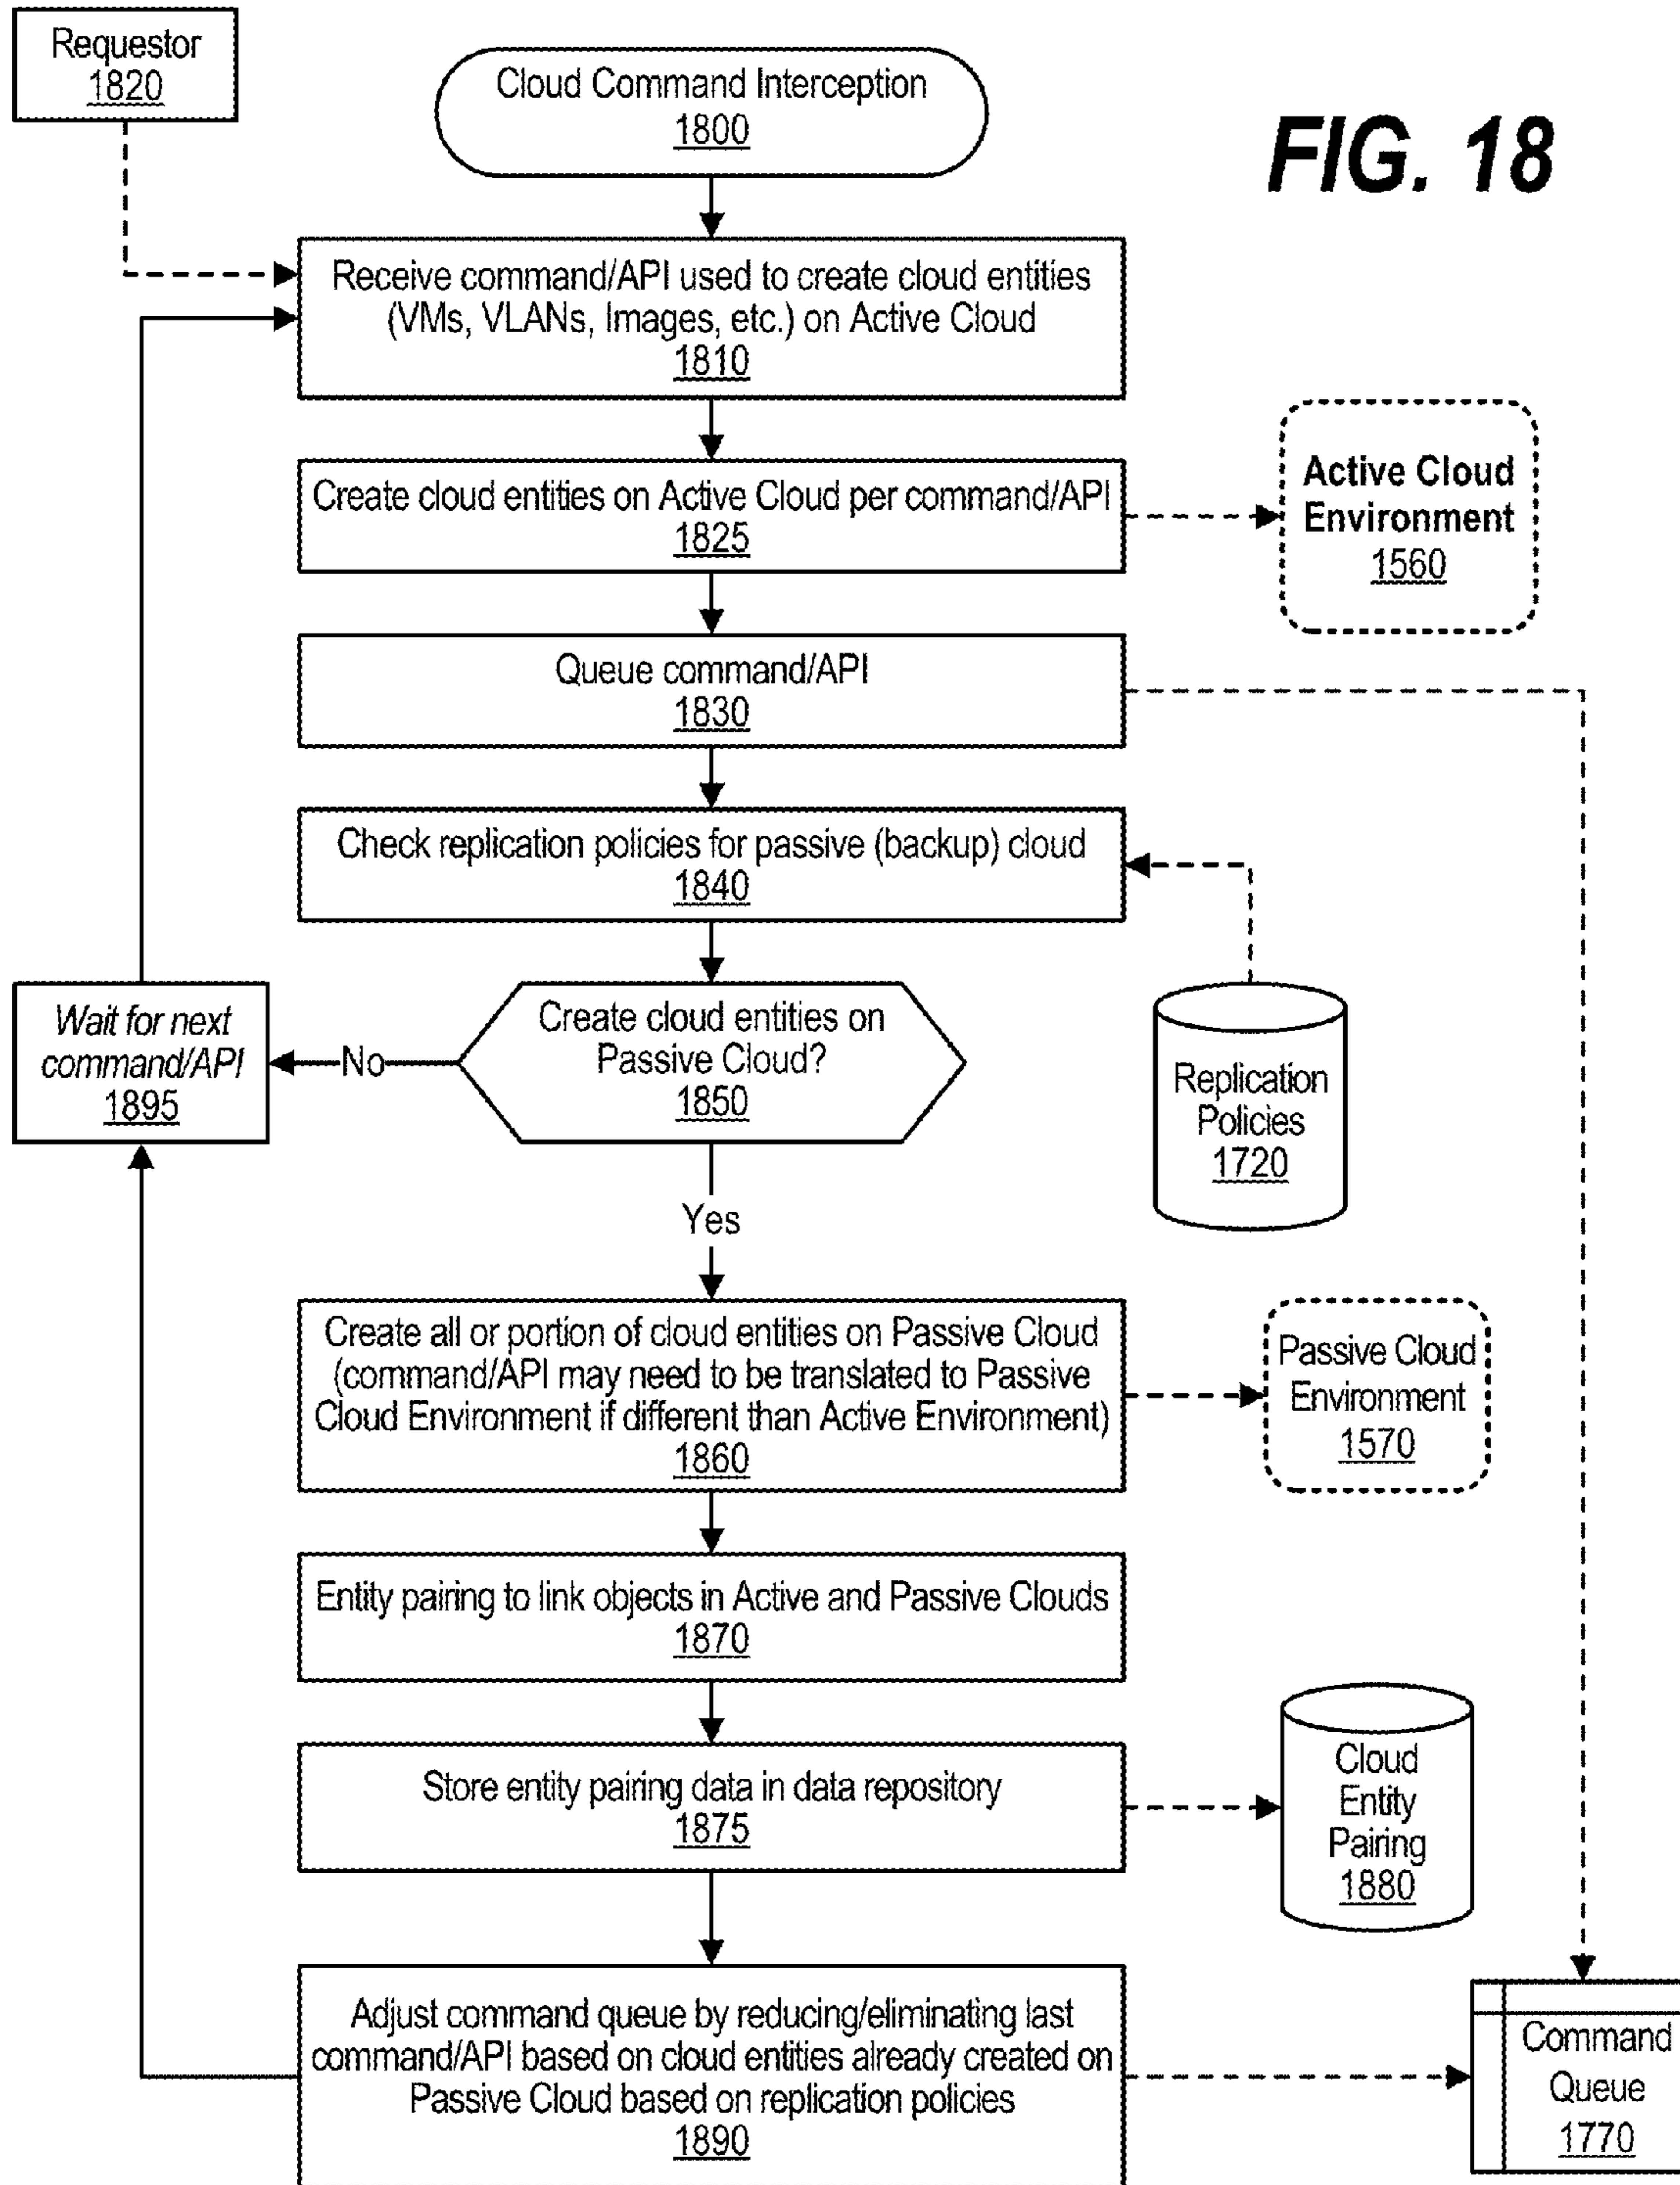 Requestor
1820
Cloud Command Interception
1800
FIG. 18
Receive command/API used to create cloud entities
(VMs, VLANs, Images, etc.) on Active Cloud
1810
Create cloud entities on Active Cloud per command/API
1825
Active Cloud
Environment
1560
Queue command/API
1830
Check replication policies for passive (backup) cloud
1840
Wait for next
command/API
1895
No
Create cloud entities on
Passive Cloud?
1850
Replication
Policies
1720
Yes
Create all or portion of cloud entities on Passive Cloud
(command/API may need to be translated to Passive
Cloud Environment if different than Active Environment)
1860
Passive Cloud
Environment
1570
Entity pairing to link objects in Active and Passive Clouds
1870
Store entity pairing data in data repository
1875
Cloud
Entity
Pairing
1880
Adjust command queue by reducing/eliminating last
command/API based on cloud entities already created on
Passive Cloud based on replication policies
1890
Command
Queue
1770